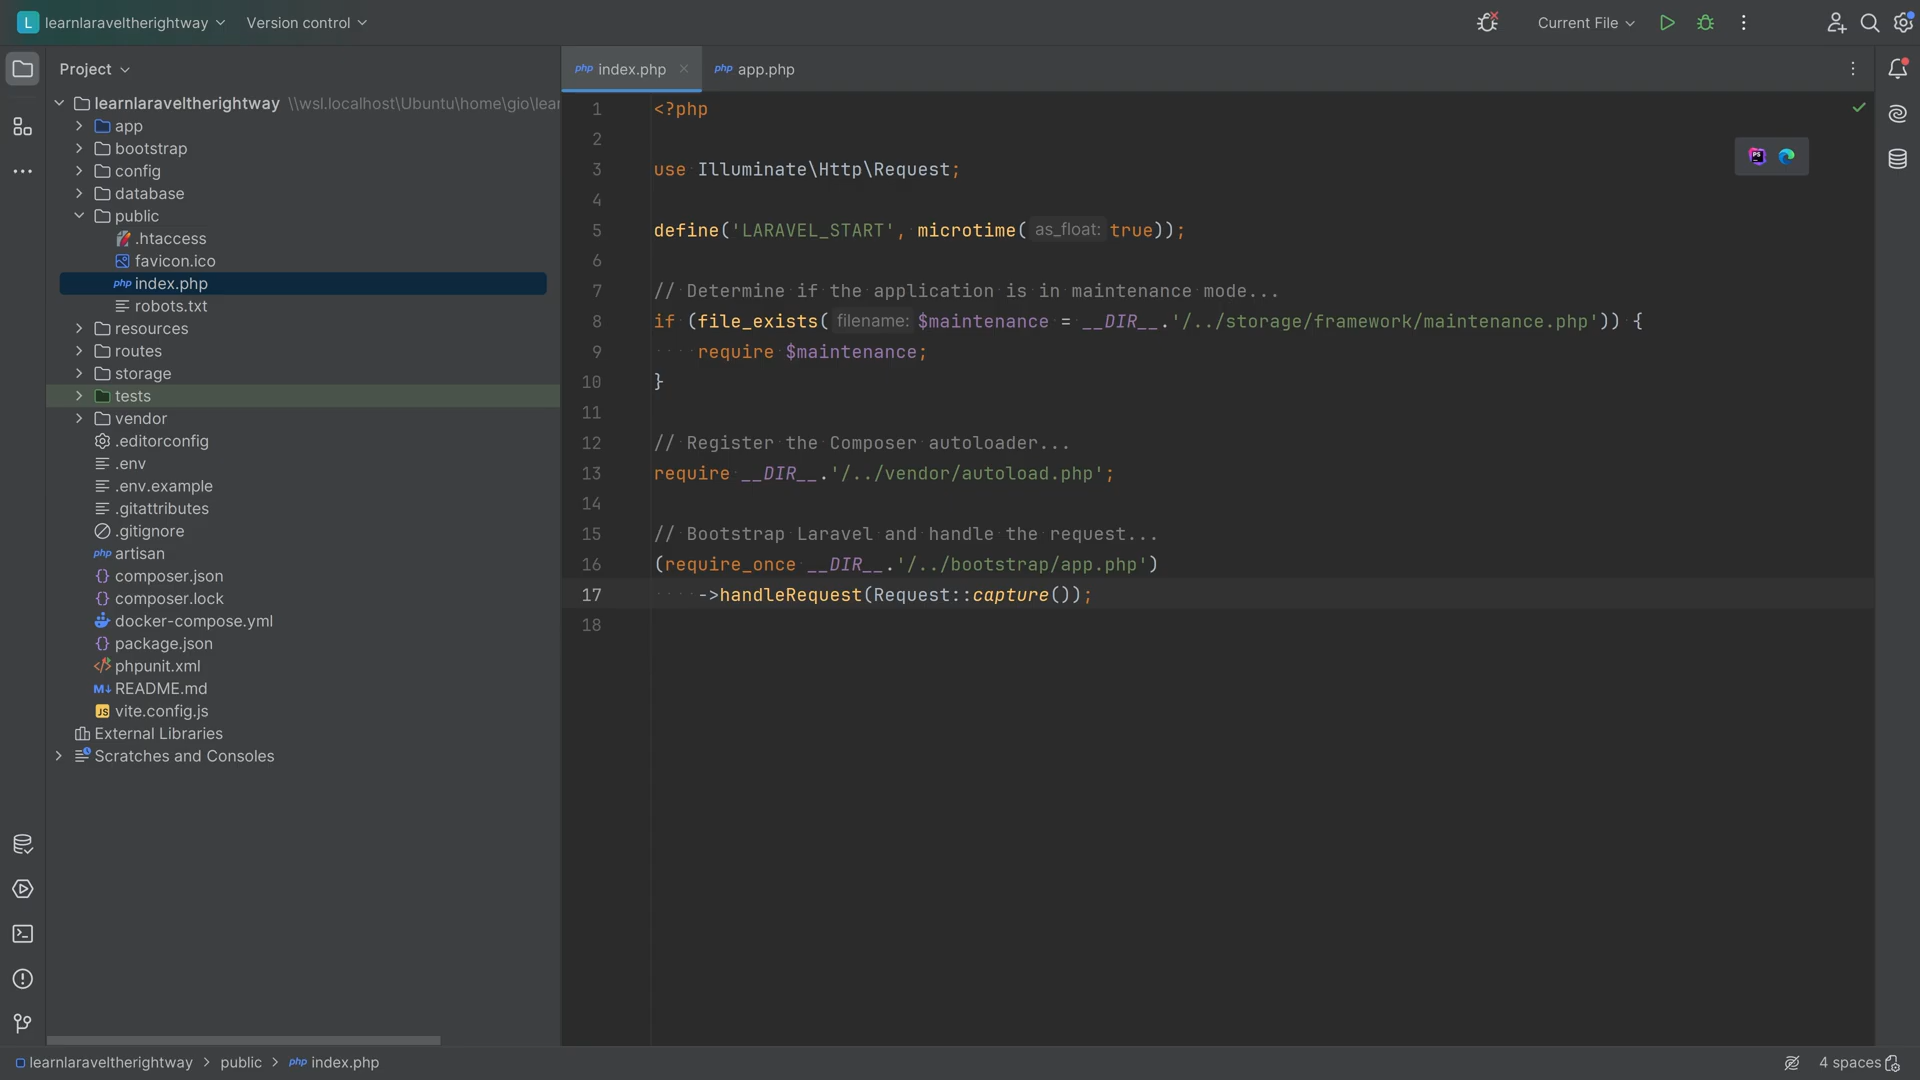 L learnlaraveltherightway Version control
Current File
Project
learnlaraveltherightway \\wsl.localhost\Ubuntu\home\gio\lear
app
bootstrap
config
database
public
.htaccess
favicon.ico
php index.php
robots.txt
resources
routes
storage
tests
vendor
.editorconfig
.env
.env.example
.gitattributes
.gitignore
php artisan
{} composer.json
{} composer.lock
docker-compose.yml
{} package.json
</> phpunit.xml
M↓ README.md
JS vite.config.js
External Libraries
Scratches and Consoles
php index.php
php app.php
1 <?php
2
3 use Illuminate\Http\Request;
4
5 define('LARAVEL_START', microtime( as_float: true));
6
7 // Determine if the application is in maintenance mode...
8 if (file_exists( filename: $maintenance = __DIR__.'/../storage/framework/maintenance.php')) {
9 require $maintenance;
10 }
11
12 // Register the Composer autoloader...
13 require __DIR__.'/../vendor/autoload.php';
14
15 // Bootstrap Laravel and handle the request...
16 (require_once __DIR__.'/../bootstrap/app.php')
17 ->handleRequest(Request::capture());
18
PS
learnlaraveltherightway > public > php index.php
4 spaces